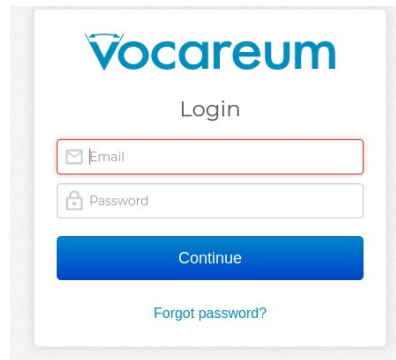 Vocareum
Login
Email
Password
Continue
Forgot password?